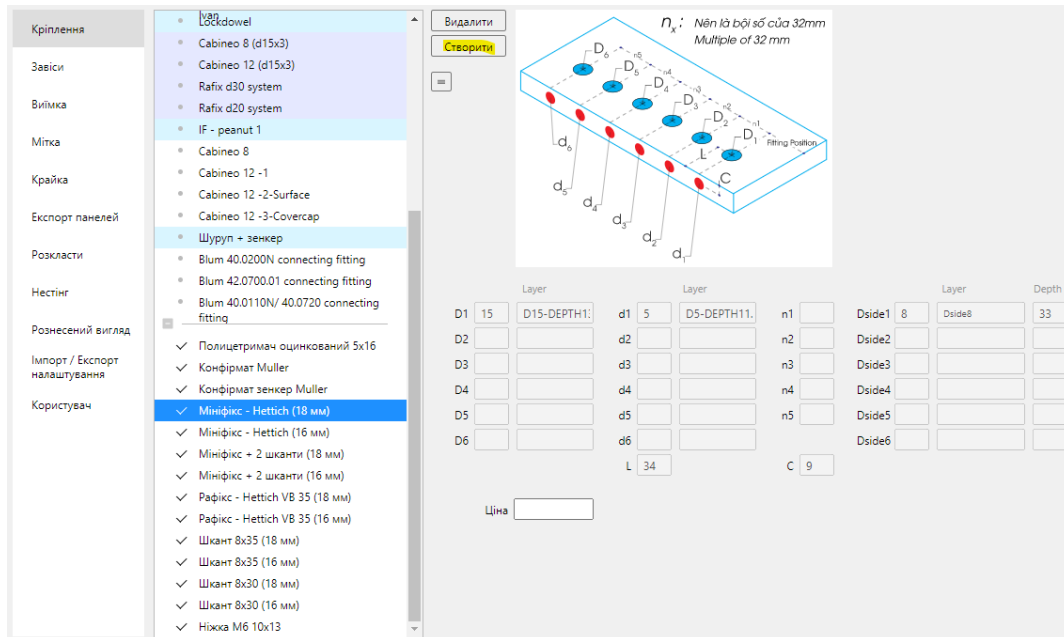 Кріплення
Завіси
Виїмка
Мітка
Крайка
Експорт панелей
Розкласти
Нестінг
Рознесений вигляд
Імпорт / Експорт
налаштування
Користувач
Ivan
Lockdowel
Cabineo 8 (d15x3)
Cabineo 12 (d15x3)
Rafix d30 system
Rafix d20 system
IF - peanut 1
Cabineo 8
Cabineo 12 -1
Cabineo 12 -2-Surface
Cabineo 12 -3-Covercap
Шуруп + зенкер
Blum 40.0200N connecting fitting
Blum 42.0700.01 connecting fitting
Blum 40.0110N/ 40.0720 connecting
fitting
Полицетримач оцинкований 5x16
Конфірмат Muller
Конфірмат зенкер Muller
Мініфікс - Hettich (18 мм)
Мініфікс - Hettich (16 мм)
Мініфікс + 2 шканти (18 мм)
Мініфікс + 2 шканти (16 мм)
Рафікс - Hettich VB 35 (18 мм)
Рафікс - Hettich VB 35 (16 мм)
Шкант 8x35 (18 мм)
Шкант 8x35 (16 мм)
Шкант 8x30 (18 мм)
Шкант 8x30 (16 мм)
Ніжка М6 10x13
Видалити
Створити
=
nx : Nên là bội số của 32mm
Multiple of 32 mm
D6 n5
D5 n4
D4 n3
D3 n2
D2 n1
D1 Fitting Position
L
C
d6
d5
d4
d3
d2
d1
Layer Layer Layer Depth
D1 15 D15-DEPTH13 d1 5 D5-DEPTH11. n1 Dside1 8 Dside8 33
D2 d2 n2 Dside2
D3 d3 n3 Dside3
D4 d4 n4 Dside4
D5 d5 n5 Dside5
D6 d6 Dside6
L 34 C 9
Ціна